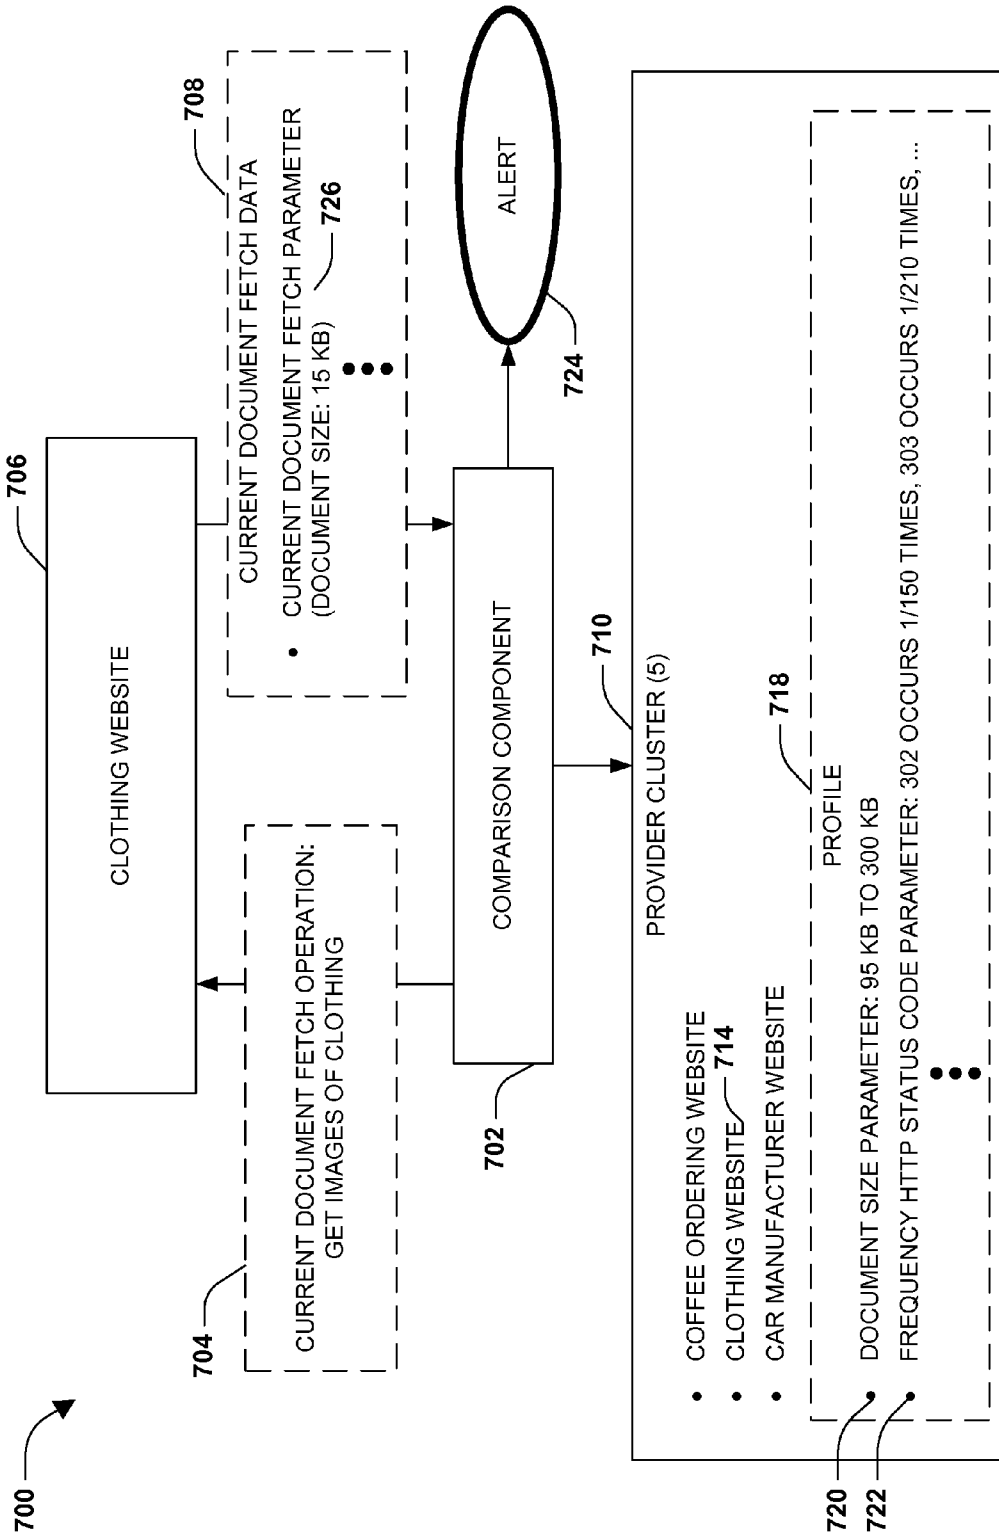 700
706
CLOTHING WEBSITE
704
CURRENT DOCUMENT FETCH OPERATION:
GET IMAGES OF CLOTHING
708
CURRENT DOCUMENT FETCH DATA
• CURRENT DOCUMENT FETCH PARAMETER
(DOCUMENT SIZE: 15 KB)
726
702
COMPARISON COMPONENT
ALERT
724
710
PROVIDER CLUSTER (5)
• COFFEE ORDERING WEBSITE
• CLOTHING WEBSITE
714
• CAR MANUFACTURER WEBSITE
718
PROFILE
720
• DOCUMENT SIZE PARAMETER: 95 KB TO 300 KB
722
• FREQUENCY HTTP STATUS CODE PARAMETER: 302 OCCURS 1/150 TIMES, 303 OCCURS 1/210 TIMES, ...